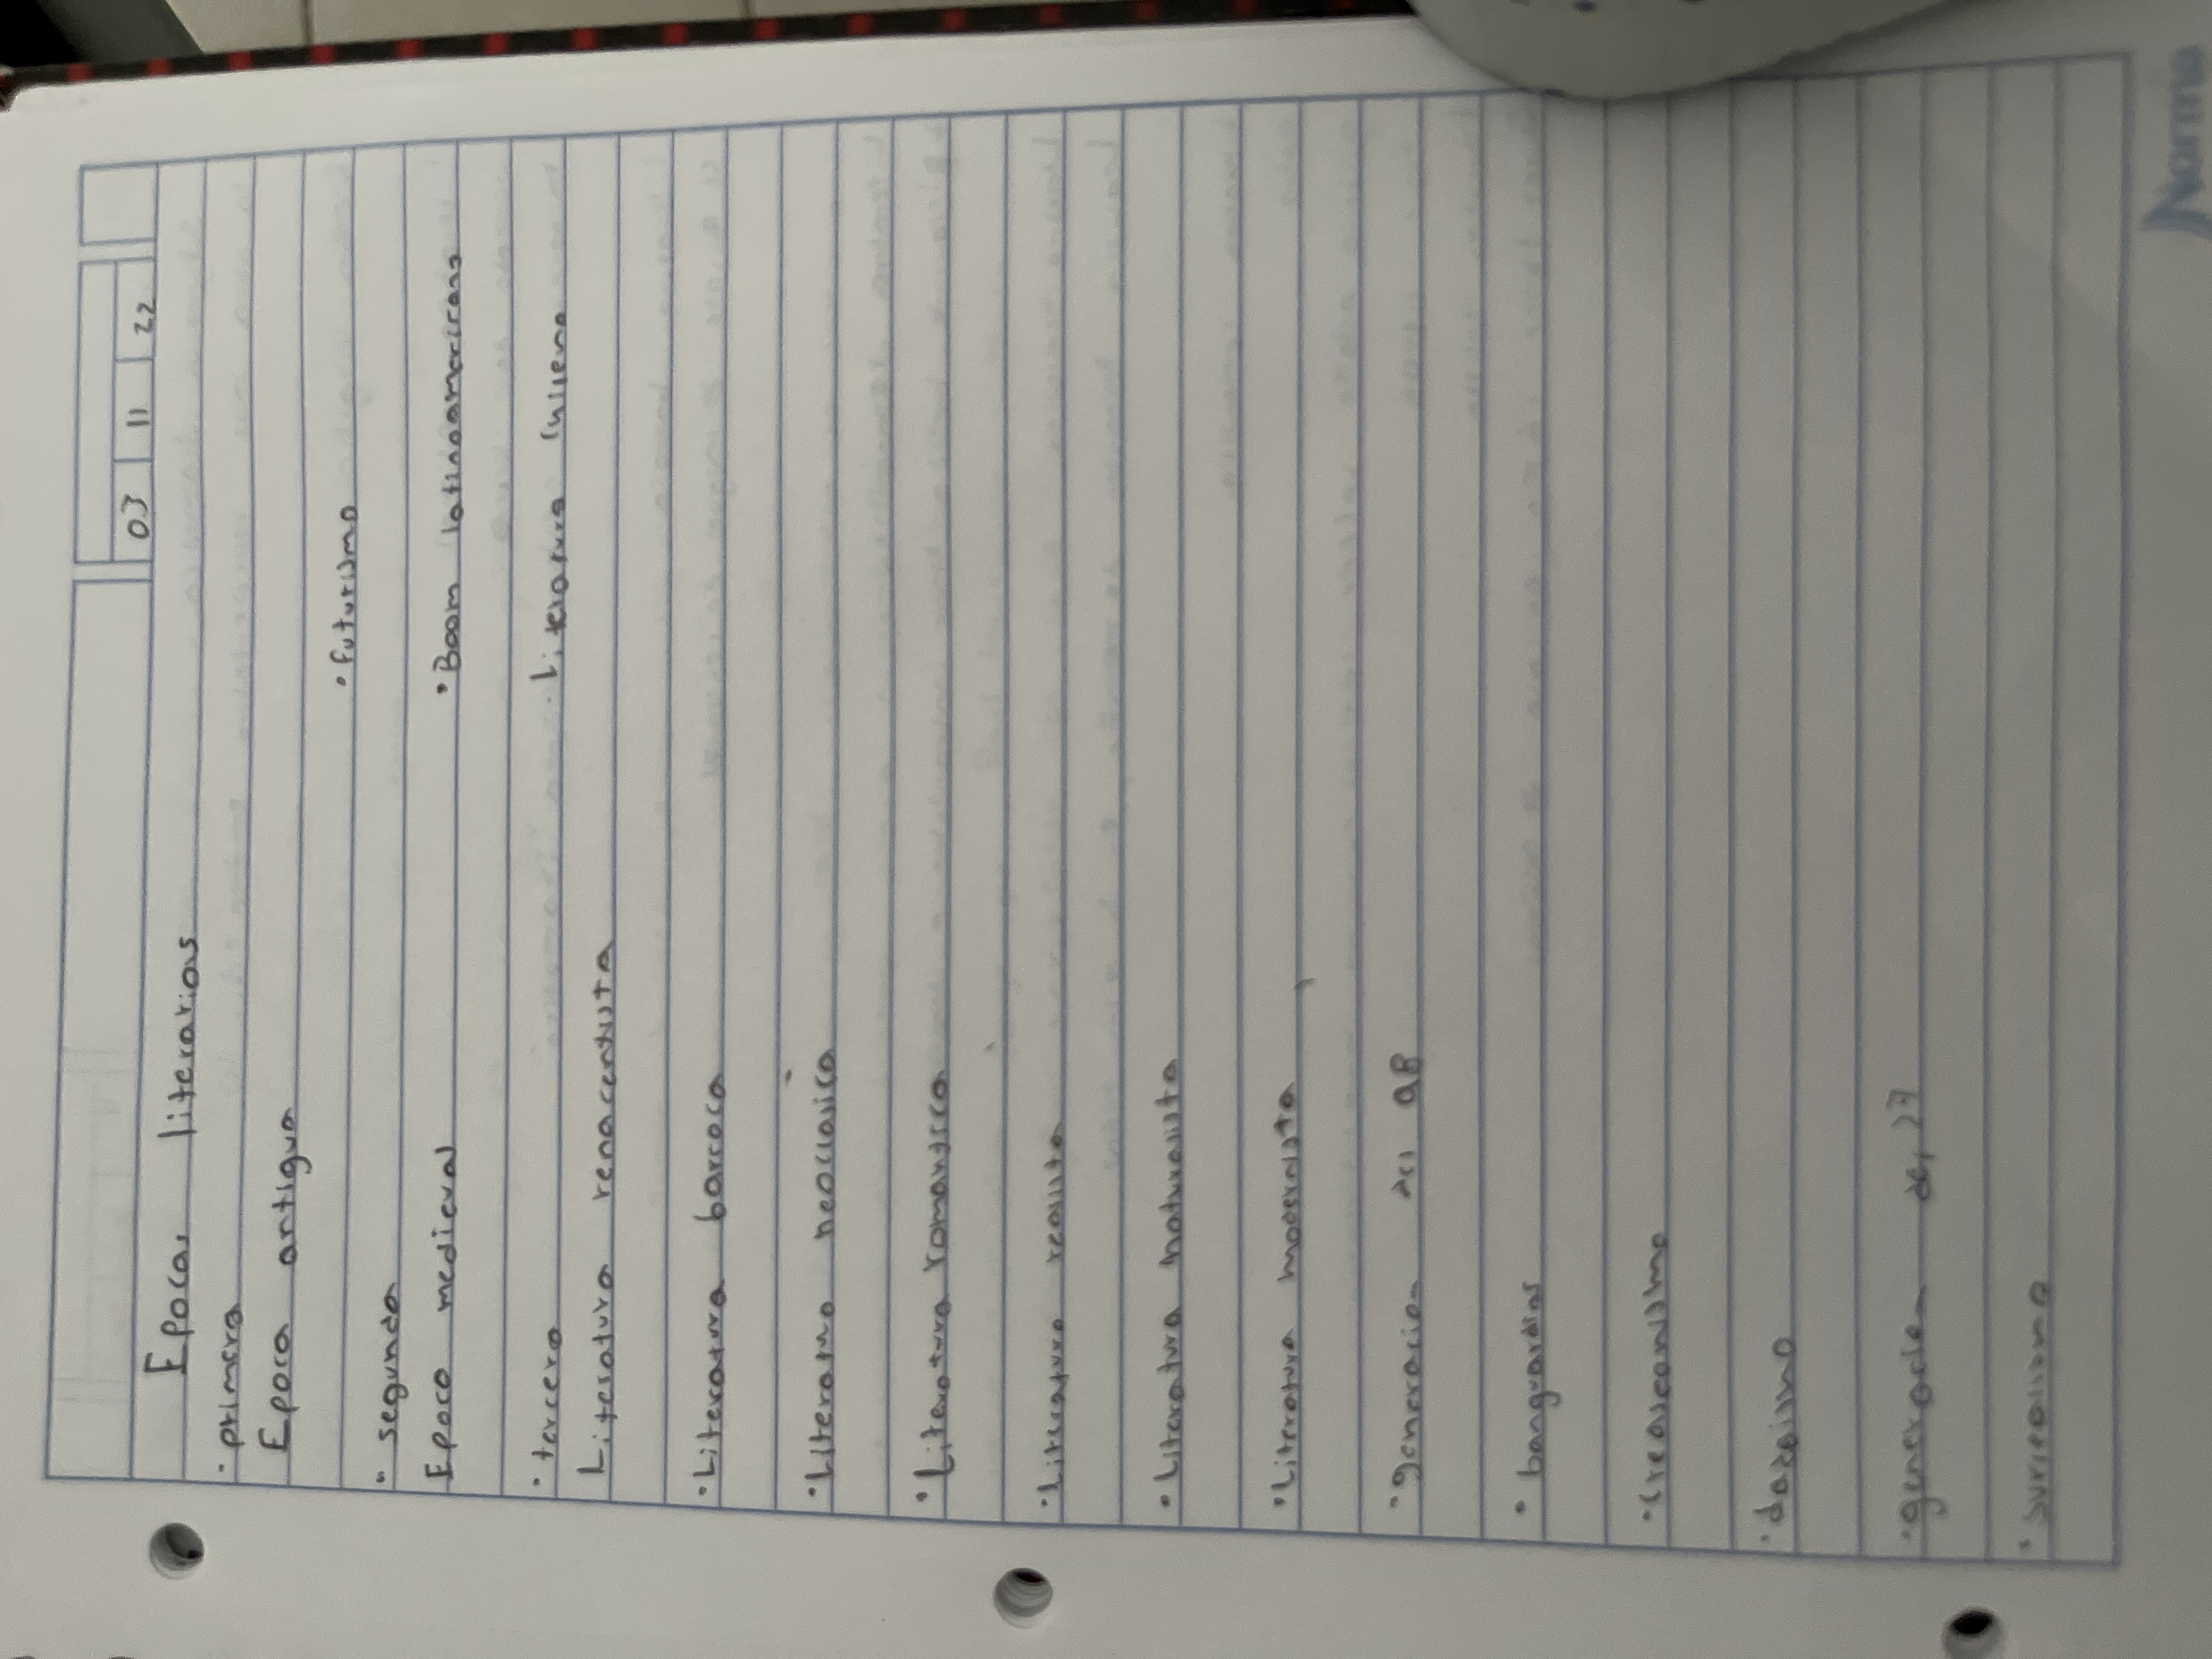 03 11 22
Epocas literarias
• primera
Epoca antigua
• segunda
Epoca medieval
• tercera
Literatura renacentista
• Literatura barroca
• Literatura neoclasica
• Literatura romantica
• Literatura realista
• Literatura naturalista
• Literatura modernista
• generacion del 98
• banguardias
• dadaismo
• generacion del 27
• surrealismo
• futurismo
• Boom latinoamericano
• Literatura
Norma